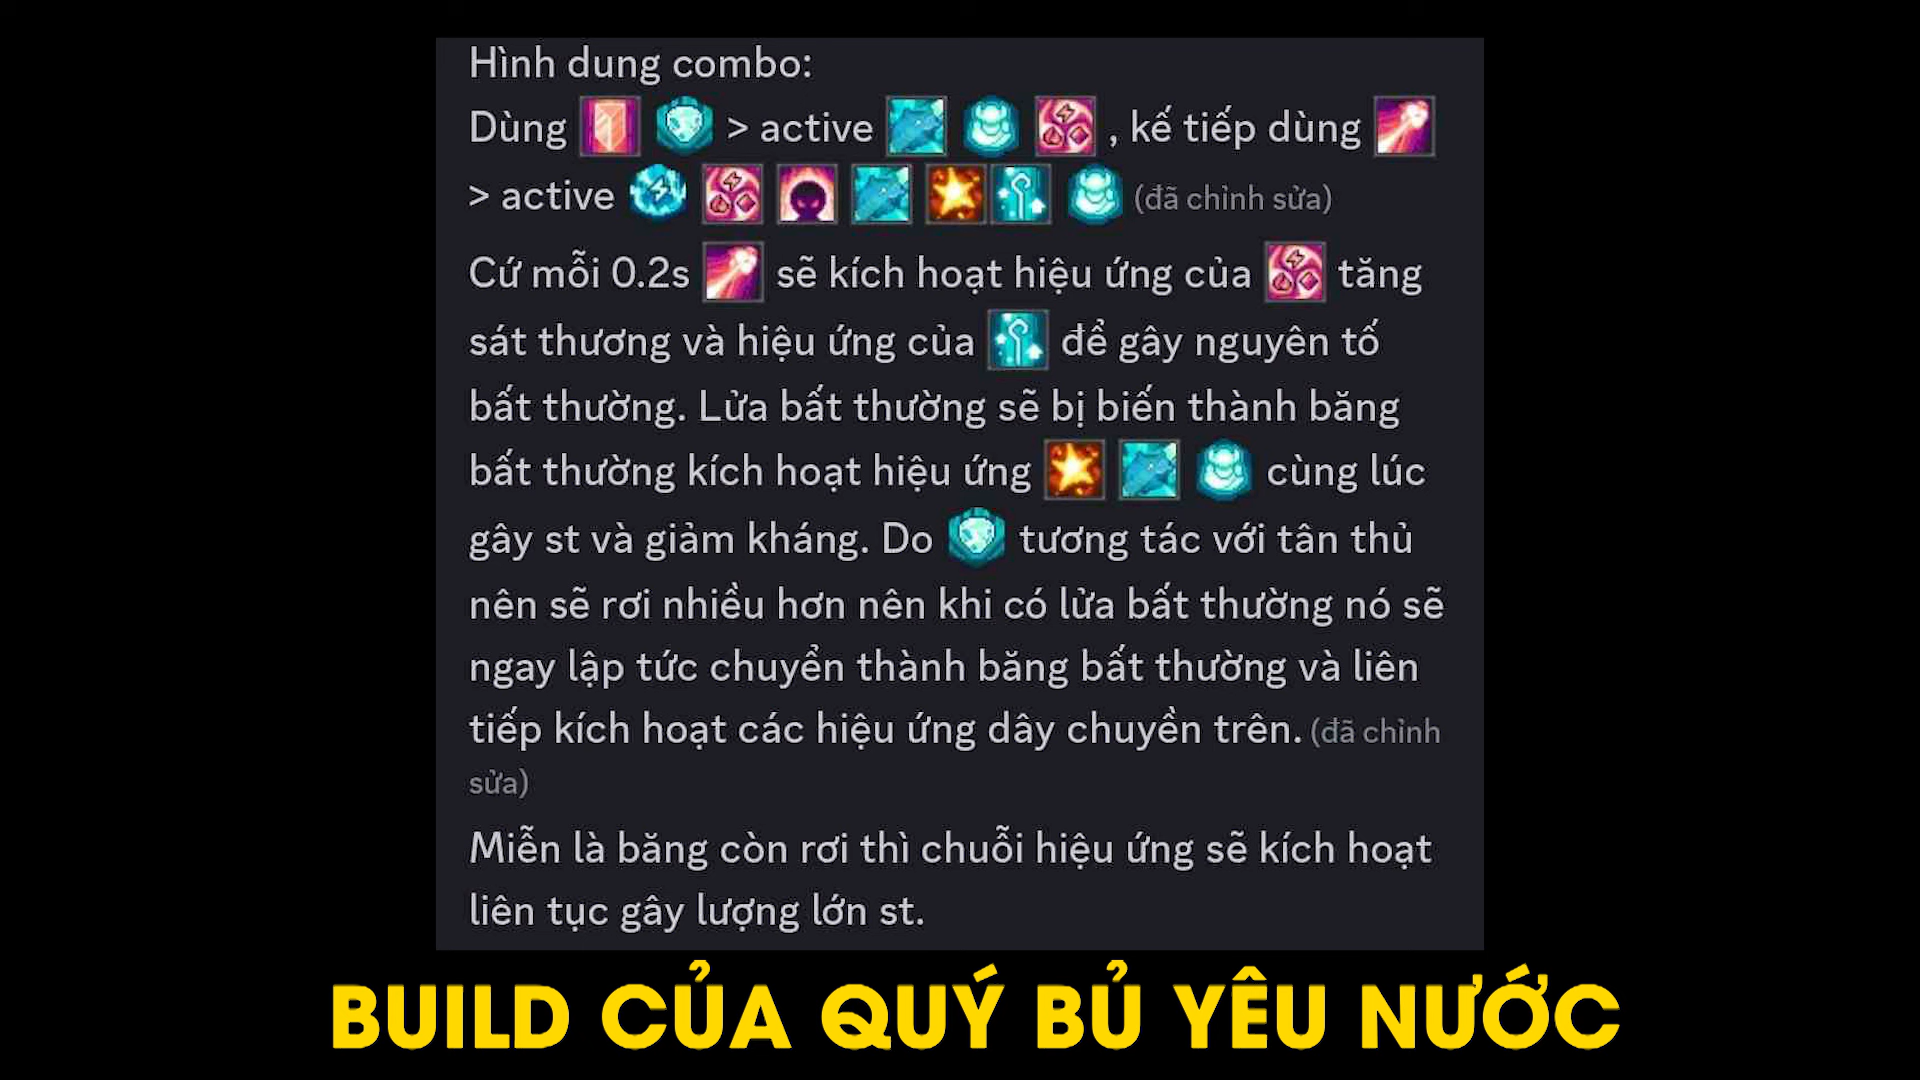 Hình dung combo:
Dùng > active , kế tiếp dùng
> active (đã chỉnh sửa)
Cứ mỗi 0.2s sẽ kích hoạt hiệu ứng của tăng
sát thương và hiệu ứng của để gây nguyên tố
bất thường. Lửa bất thường sẽ bị biến thành băng
bất thường kích hoạt hiệu ứng cùng lúc
gây st và giảm kháng. Do tương tác với tân thủ
nên sẽ rơi nhiều hơn nên khi có lửa bất thường nó sẽ
ngay lập tức chuyển thành băng bất thường và liên
tiếp kích hoạt các hiệu ứng dây chuyền trên. (đã chỉnh
sửa)
Miễn là băng còn rơi thì chuỗi hiệu ứng sẽ kích hoạt
liên tục gây lượng lớn st.
BUILD CỦA QUÝ BỦ YÊU NƯỚC